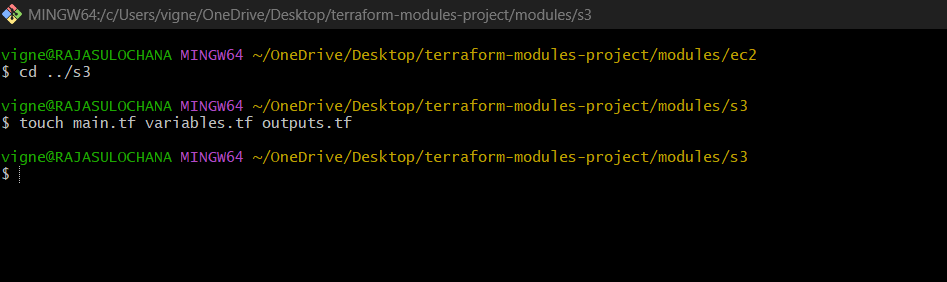 MINGW64:/c/Users/vigne/OneDrive/Desktop/terraform-modules-project/modules/s3
vigne@RAJASULOCHANA MINGW64 ~/OneDrive/Desktop/terraform-modules-project/modules/ec2
$ cd ../s3
vigne@RAJASULOCHANA MINGW64 ~/OneDrive/Desktop/terraform-modules-project/modules/s3
$ touch main.tf variables.tf outputs.tf
vigne@RAJASULOCHANA MINGW64 ~/OneDrive/Desktop/terraform-modules-project/modules/s3
$